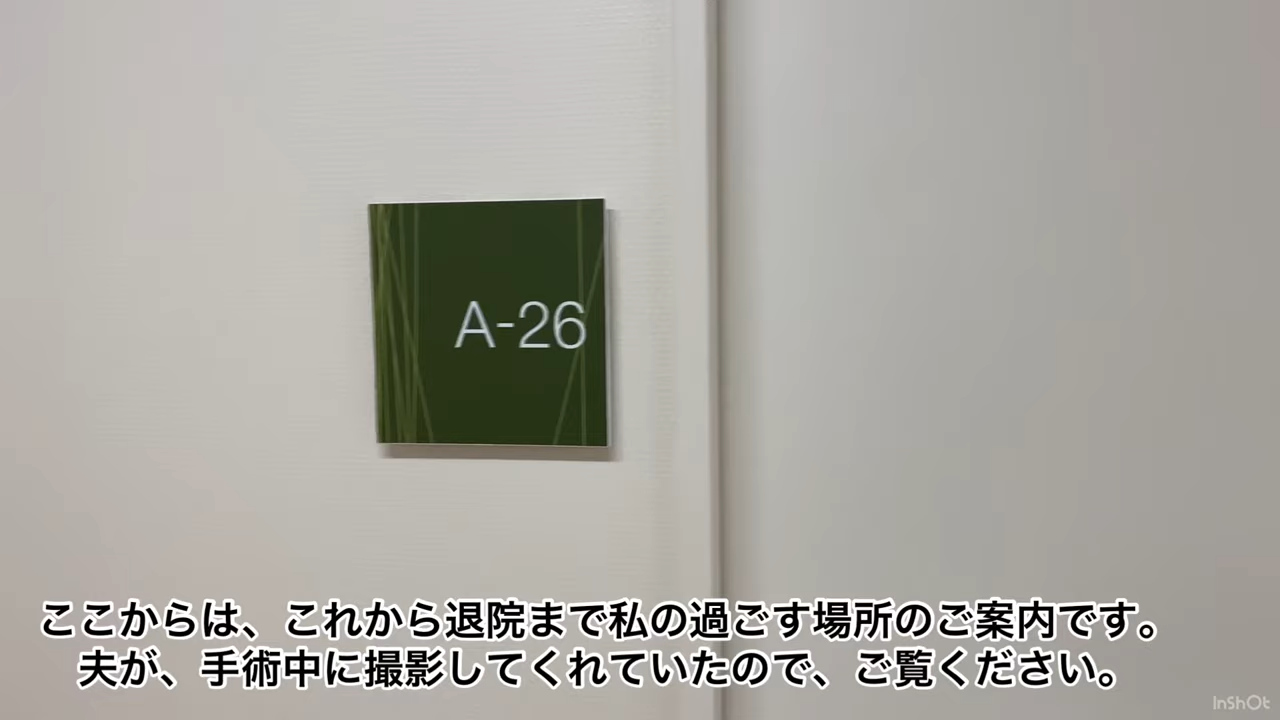 A-26
ここからは、これから退院まで私の過ごす場所のご案内です。
夫が、手術中に撮影してくれていたので、ご覧ください。
InShOt